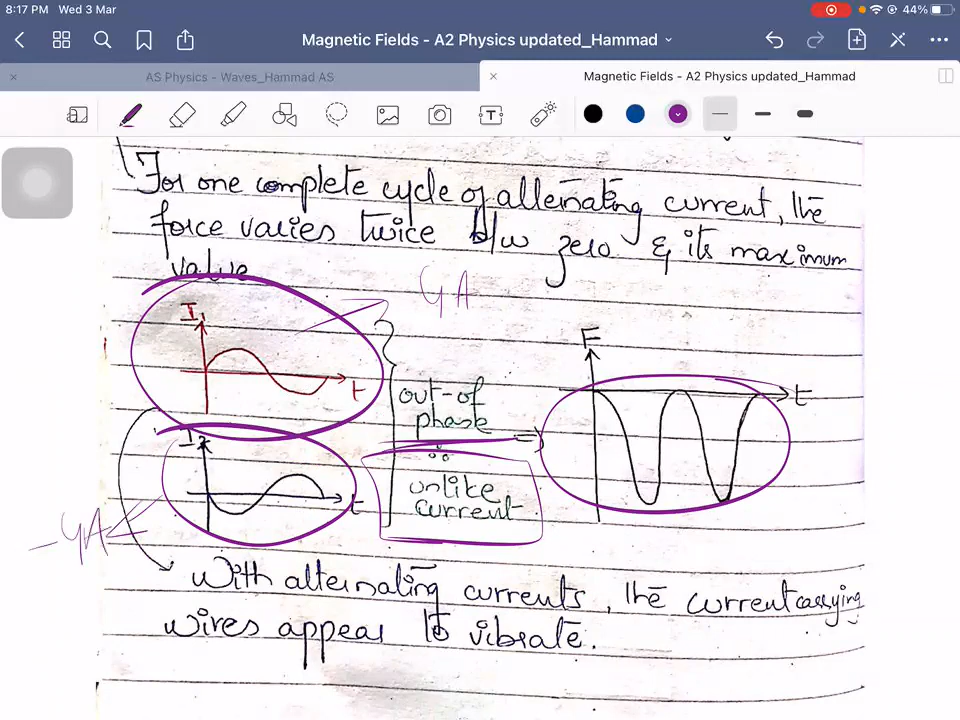 8:17 PM Wed 3 Mar
44%
Magnetic Fields - A2 Physics updated_Hammad
AS Physics - Waves_Hammad AS
Magnetic Fields - A2 Physics updated_Hammad
For one complete cycle of alternating current, the
force varies twice b/w zero & its maximum
value
4A
I1
t
F
t
out-of
phase
∵
unlike
current
⇒
I2
t
-4A
With alternating currents, the current carrying
wires appear to vibrate.